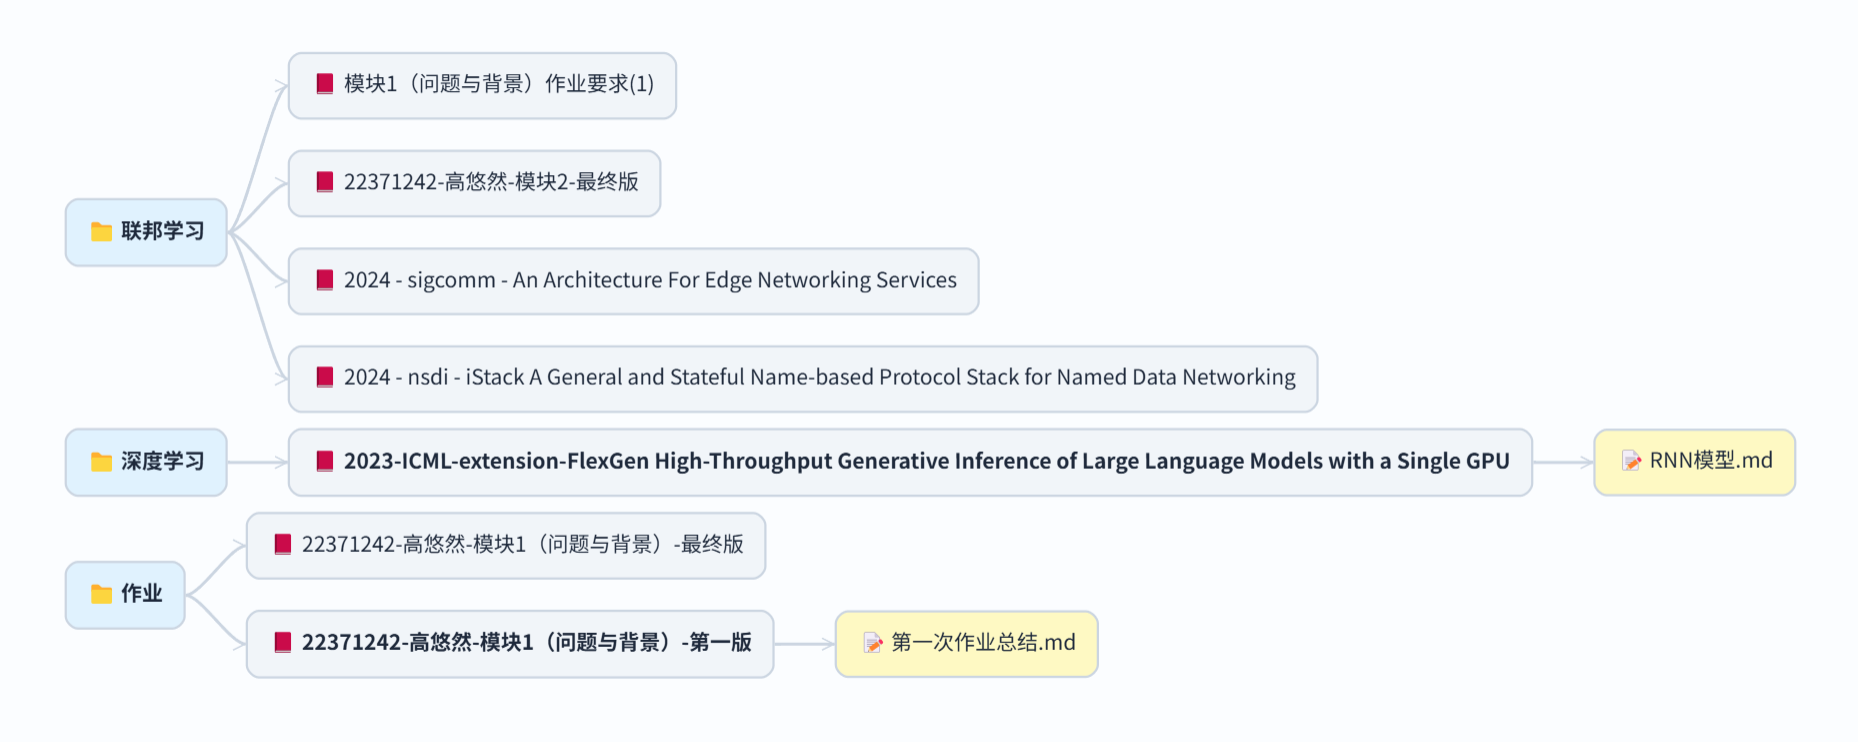 模块1（问题与背景）作业要求(1)
22371242-高悠然-模块2-最终版
联邦学习
2024 - sigcomm - An Architecture For Edge Networking Services
2024 - nsdi - iStack A General and Stateful Name-based Protocol Stack for Named Data Networking
深度学习
2023-ICML-extension-FlexGen High-Throughput Generative Inference of Large Language Models with a Single GPU
RNN模型.md
22371242-高悠然-模块1（问题与背景）-最终版
作业
22371242-高悠然-模块1（问题与背景）-第一版
第一次作业总结.md